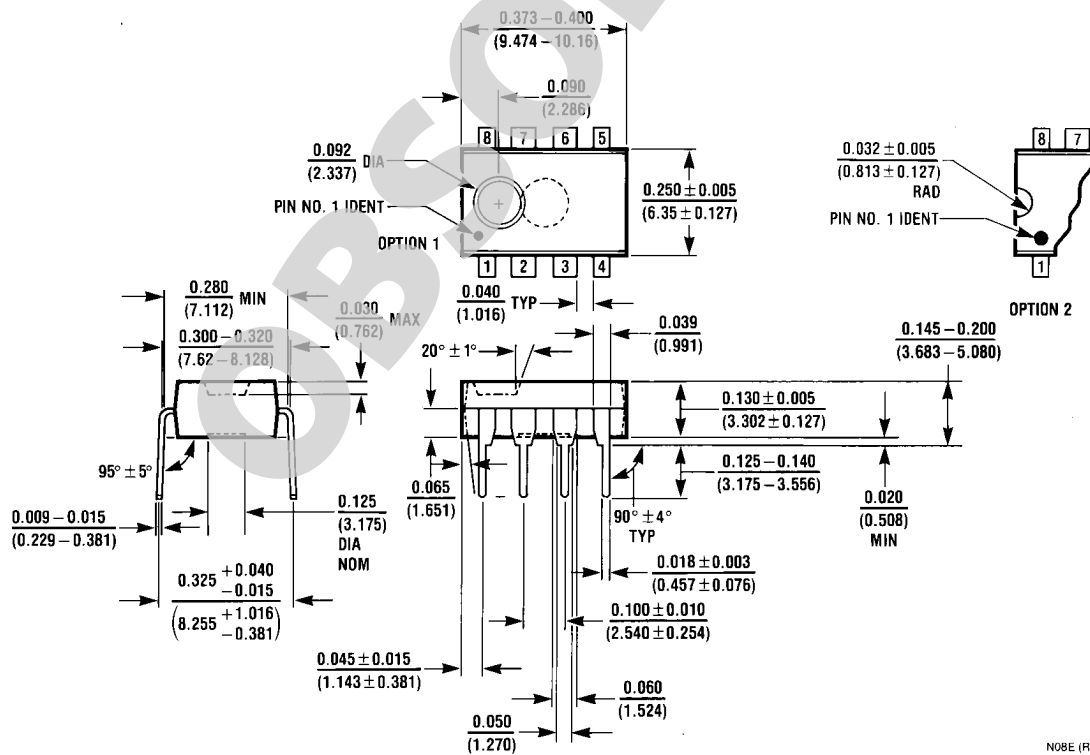 0.373 – 0.400
(9.474 – 10.16)
0.090
(2.286)
8 7 6 5
0.092 DIA
(2.337)
PIN NO. 1 IDENT
OPTION 1
1 2 3 4
0.250 ± 0.005
(6.35 ± 0.127)
0.032 ± 0.005
(0.813 ± 0.127)
RAD
PIN NO. 1 IDENT
8 7
1
OPTION 2
0.280 MIN
(7.112)
0.300 – 0.320
(7.62 – 8.128)
0.030 MAX
(0.762)
0.040 TYP
(1.016)
20° ± 1°
0.039
(0.991)
0.145 – 0.200
(3.683 – 5.080)
0.130 ± 0.005
(3.302 ± 0.127)
0.125 – 0.140
(3.175 – 3.556)
0.020
(0.508)
MIN
95° ± 5°
0.009 – 0.015
(0.229 – 0.381)
0.125
(3.175)
DIA
NOM
0.065
(1.651)
90° ± 4°
TYP
0.018 ± 0.003
(0.457 ± 0.076)
0.325 +0.040
–0.015
(8.255 +1.016
–0.381)
0.100 ± 0.010
(2.540 ± 0.254)
0.045 ± 0.015
(1.143 ± 0.381)
0.060
(1.524)
0.050
(1.270)
N08E (R
OBSO